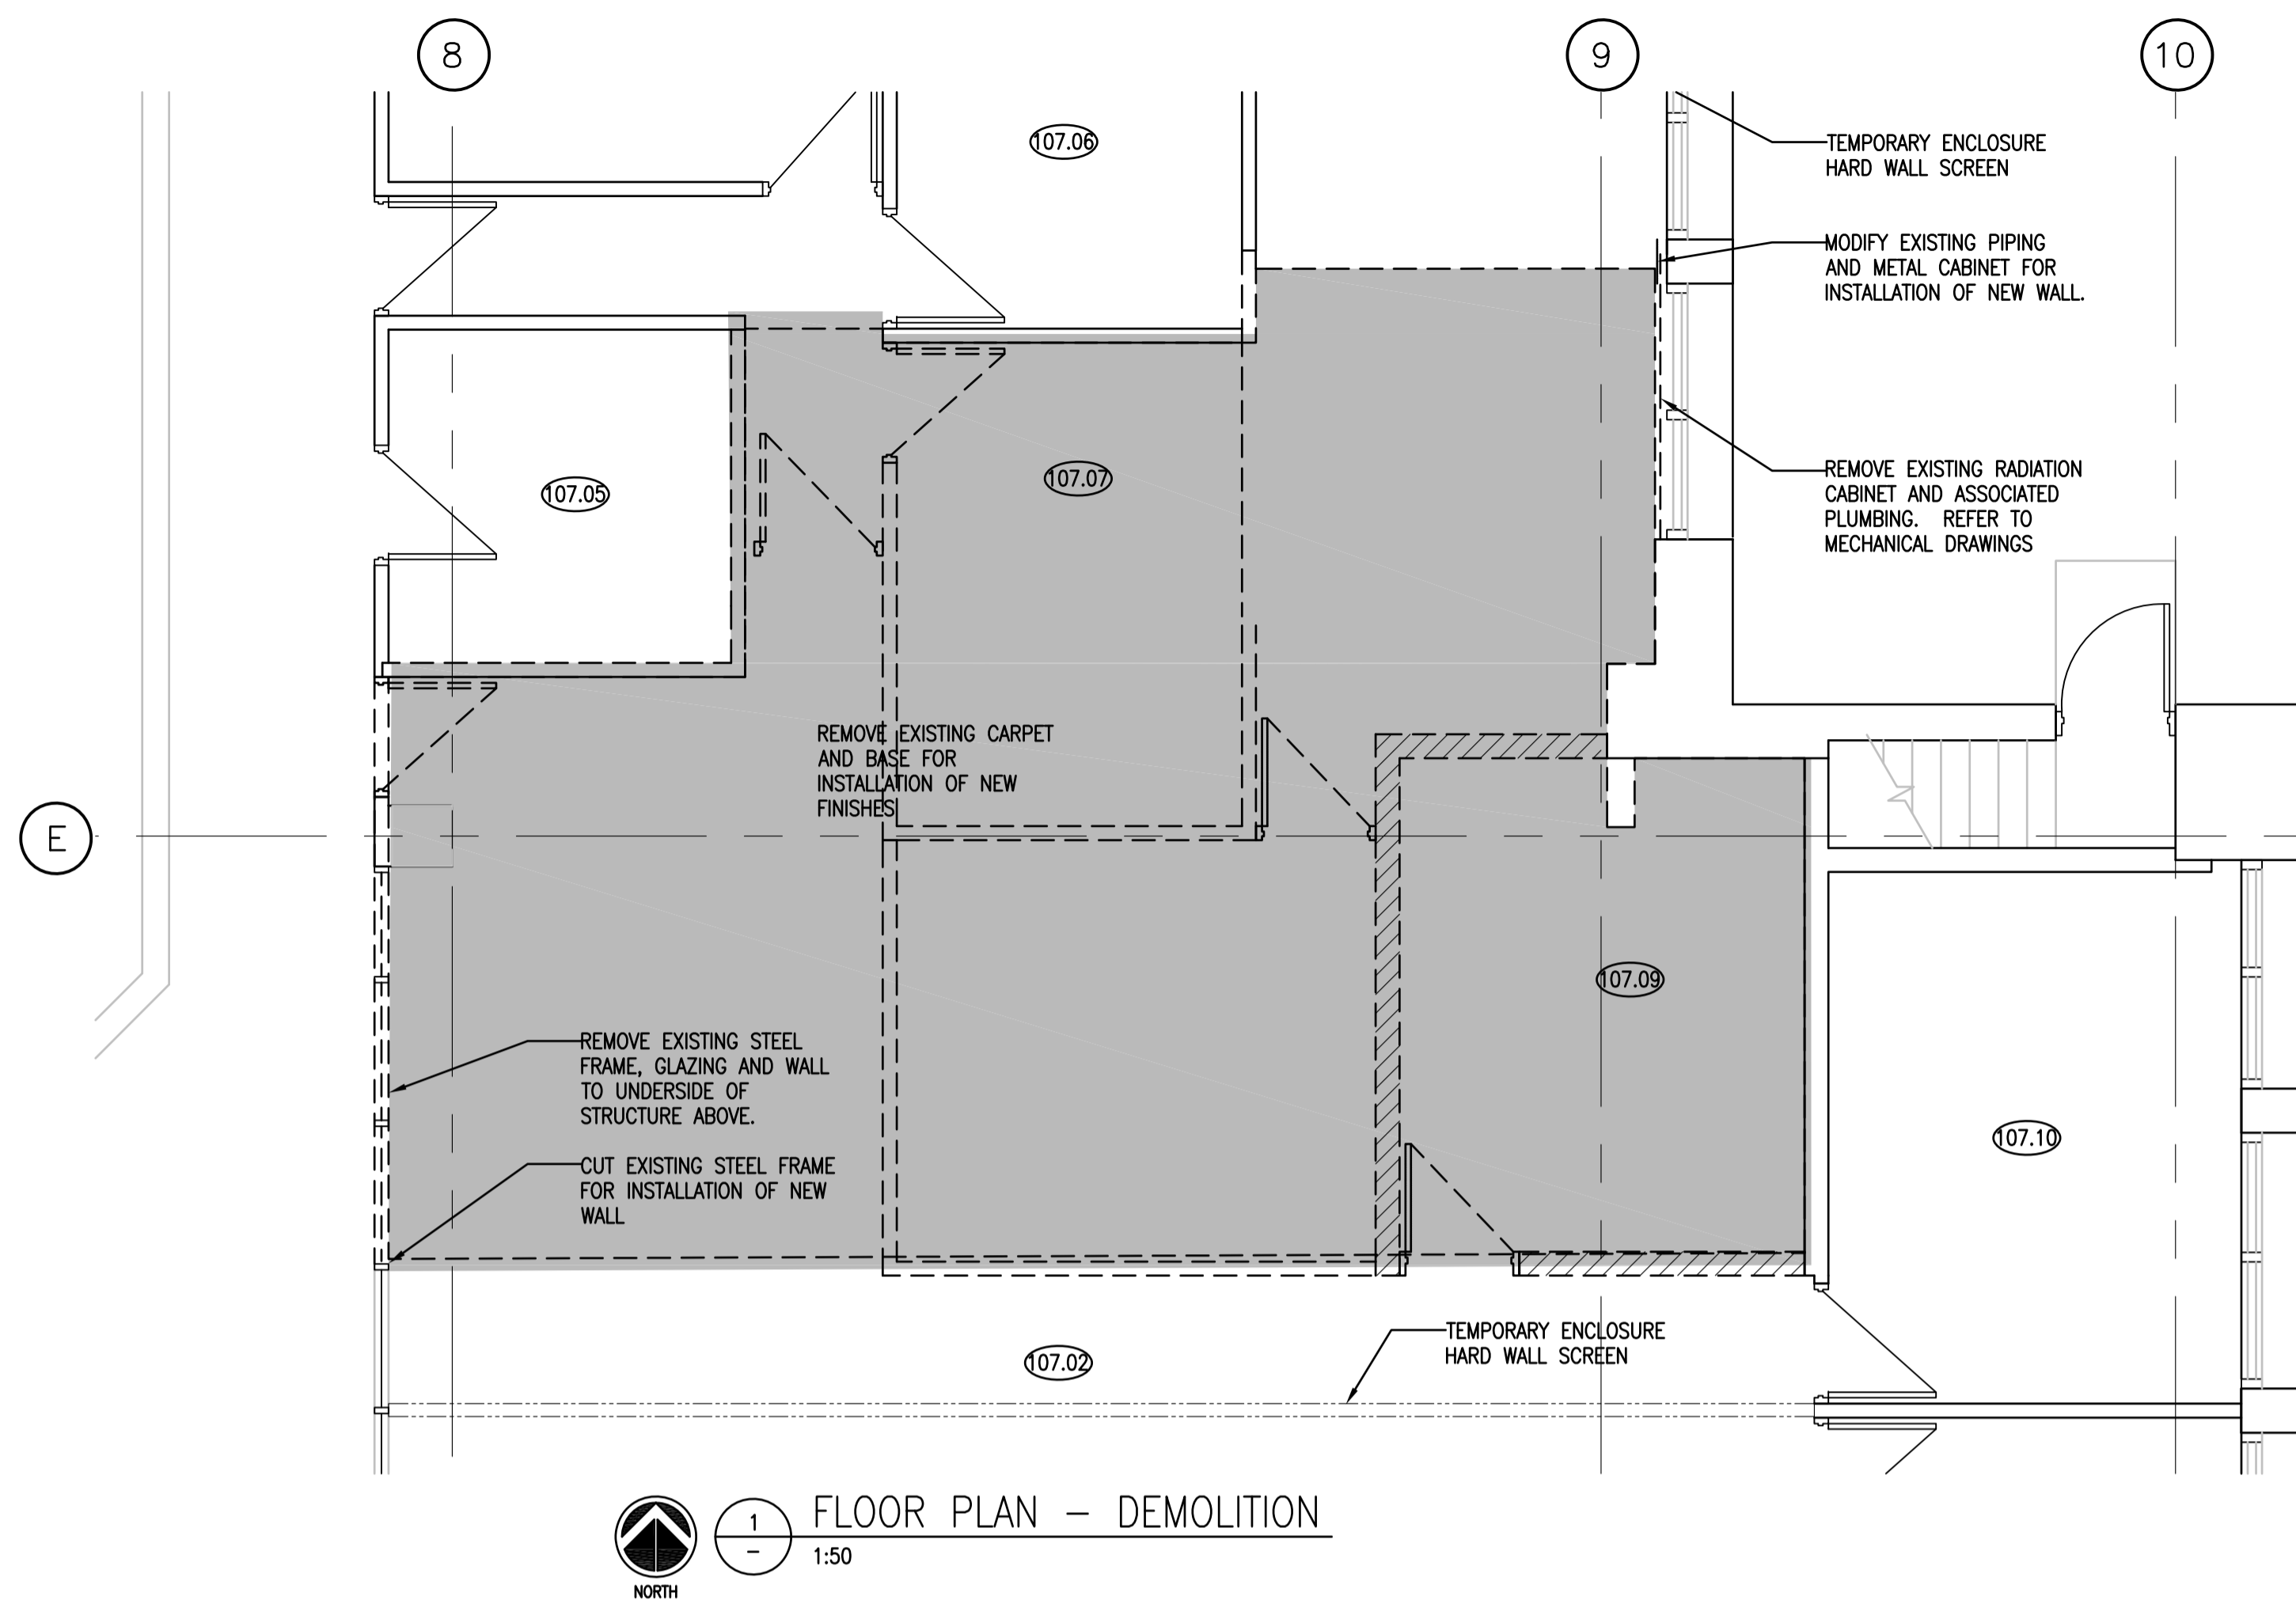 8
9
10
107.06
TEMPORARY ENCLOSURE
HARD WALL SCREEN
MODIFY EXISTING PIPING
AND METAL CABINET FOR
INSTALLATION OF NEW WALL.
107.05
107.07
REMOVE EXISTING RADIATION
CABINET AND ASSOCIATED
PLUMBING. REFER TO
MECHANICAL DRAWINGS
REMOVE EXISTING CARPET
AND BASE FOR
INSTALLATION OF NEW
FINISHES
E
107.09
REMOVE EXISTING STEEL
FRAME, GLAZING AND WALL
TO UNDERSIDE OF
STRUCTURE ABOVE.
107.10
CUT EXISTING STEEL FRAME
FOR INSTALLATION OF NEW
WALL
107.02
TEMPORARY ENCLOSURE
HARD WALL SCREEN
NORTH
1
–
FLOOR PLAN – DEMOLITION
1:50